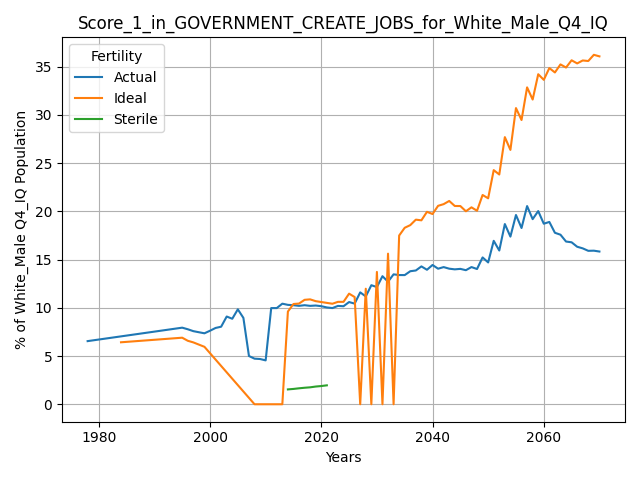 Score_1_in_GOVERNMENT_CREATE_JOBS_for_White_Male_Q4_IQ
Fertility
Actual
Ideal
Sterile
% of White_Male Q4_IQ Population
35
30
25
20
15
10
5
0
1980
2000
2020
2040
2060
Years